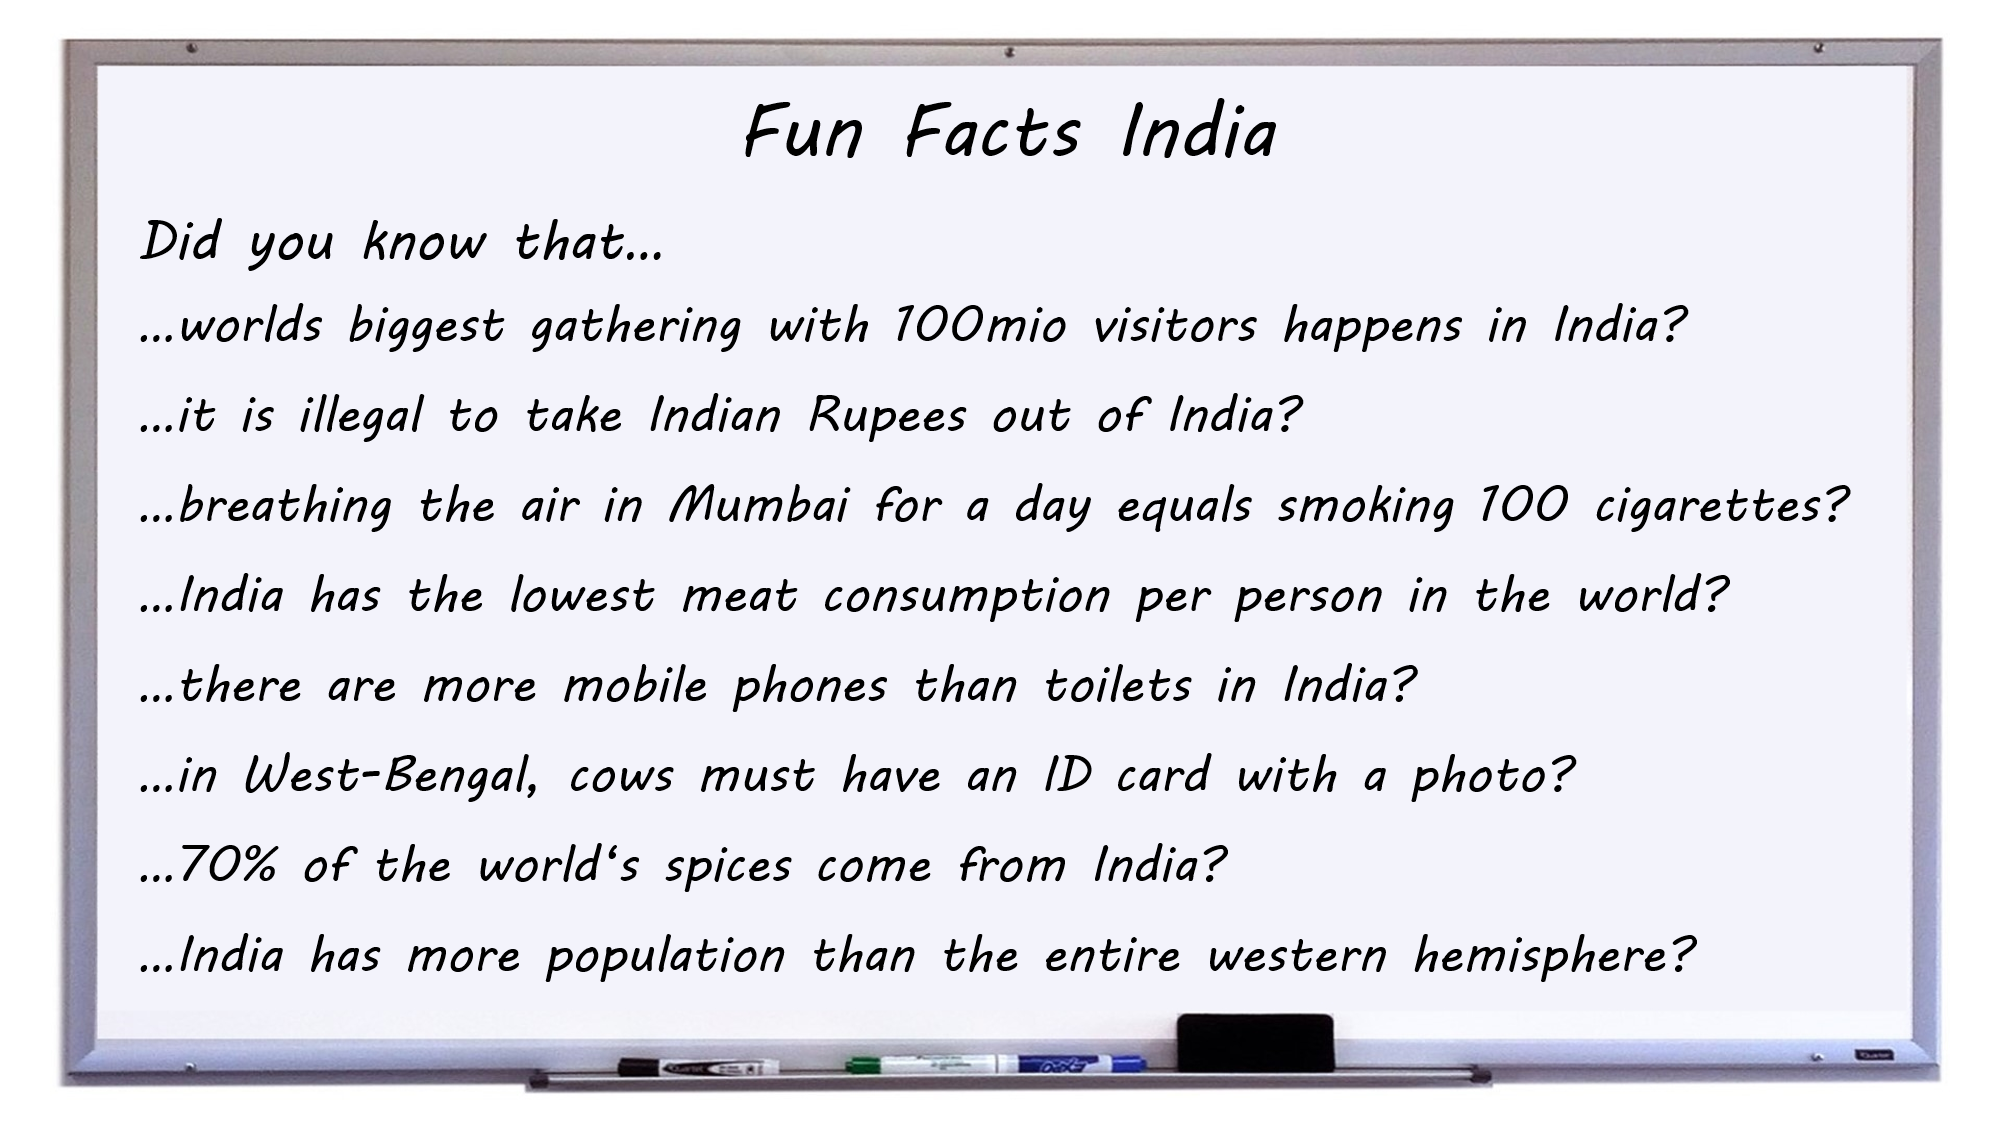 Fun Facts India
Did you know that...
...worlds biggest gathering with 100mio visitors happens in India?
...it is illegal to take Indian Rupees out of India?
...breathing the air in Mumbai for a day equals smoking 100 cigarettes?
...India has the lowest meat consumption per person in the world?
...there are more mobile phones than toilets in India?
...in West-Bengal, cows must have an ID card with a photo?
...70% of the world‘s spices come from India?
...India has more population than the entire western hemisphere?
EXPO
Quartet